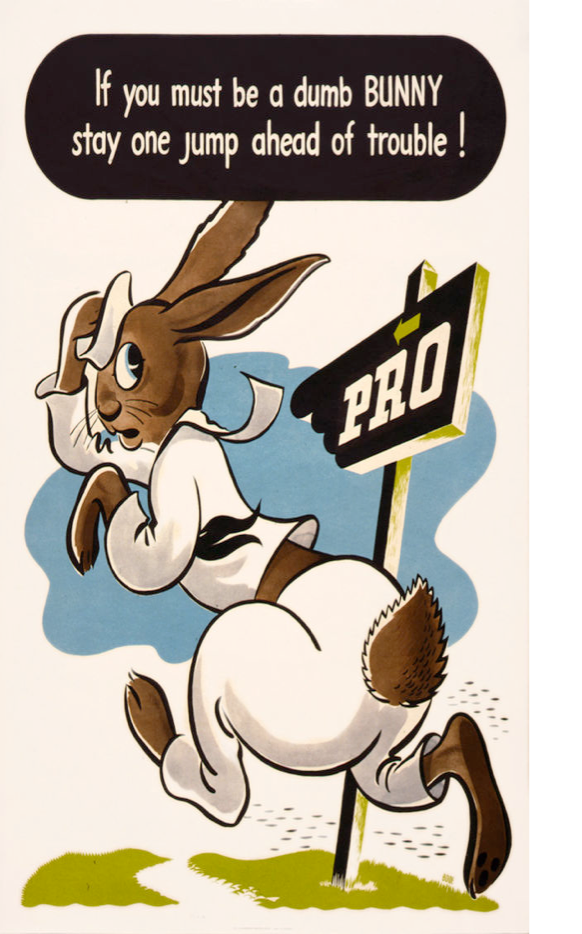 If you must be a dumb BUNNY
stay one jump ahead of trouble !
PRO